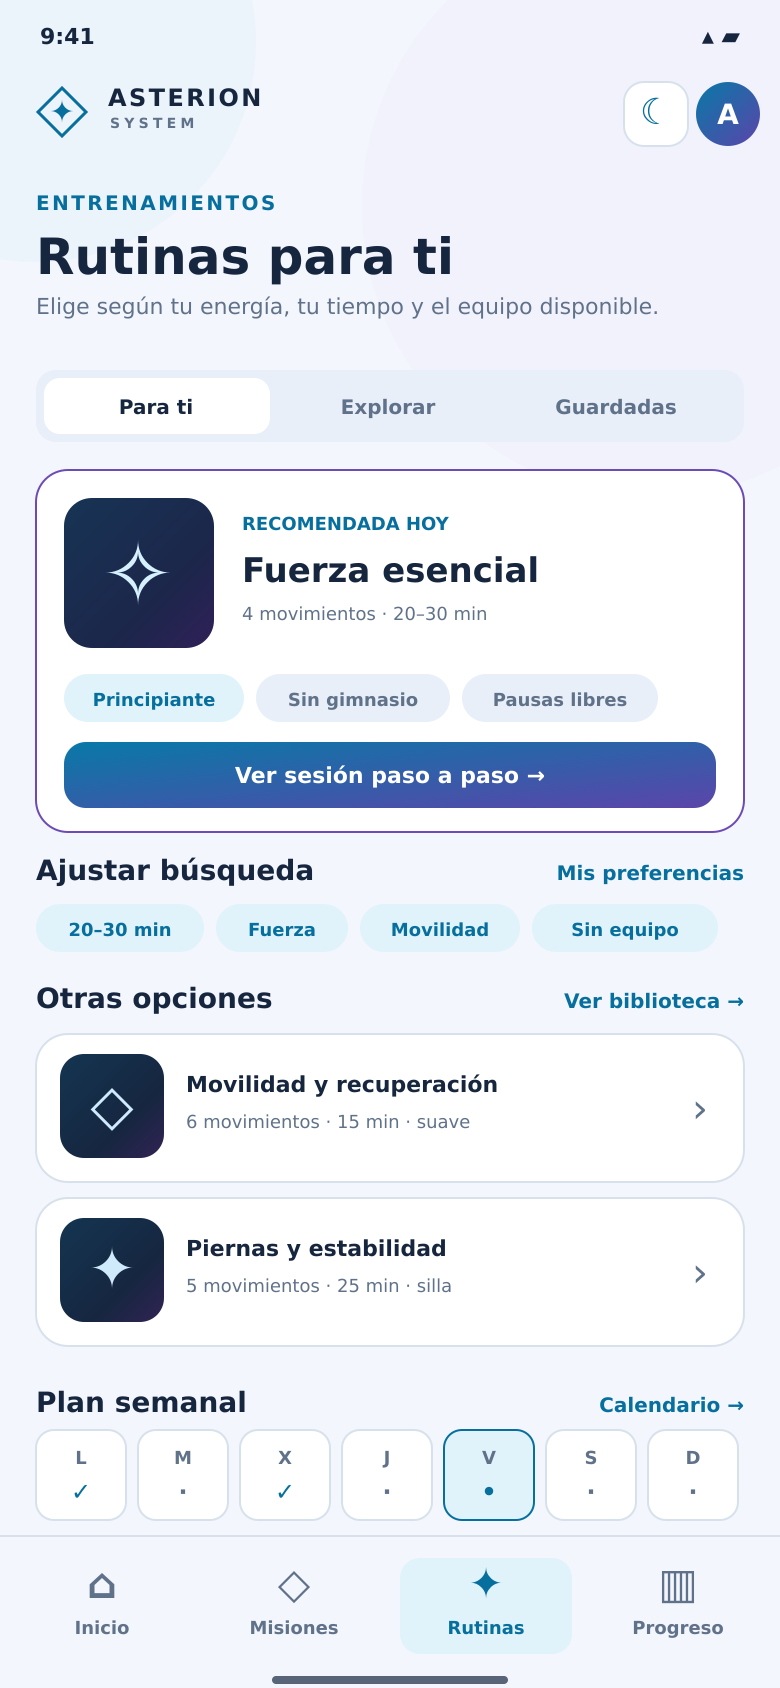 9:41
ASTERION
SYSTEM
A
ENTRENAMIENTOS
Rutinas para ti
Elige según tu energía, tu tiempo y el equipo disponible.
Para ti
Explorar
Guardadas
RECOMENDADA HOY
Fuerza esencial
4 movimientos · 20–30 min
Principiante
Sin gimnasio
Pausas libres
Ver sesión paso a paso →
Ajustar búsqueda
Mis preferencias
20–30 min
Fuerza
Movilidad
Sin equipo
Otras opciones
Ver biblioteca →
Movilidad y recuperación
6 movimientos · 15 min · suave
Piernas y estabilidad
5 movimientos · 25 min · silla
Plan semanal
Calendario →
L M X J V S D
✓ · ✓ · • · ·
Inicio
Misiones
Rutinas
Progreso